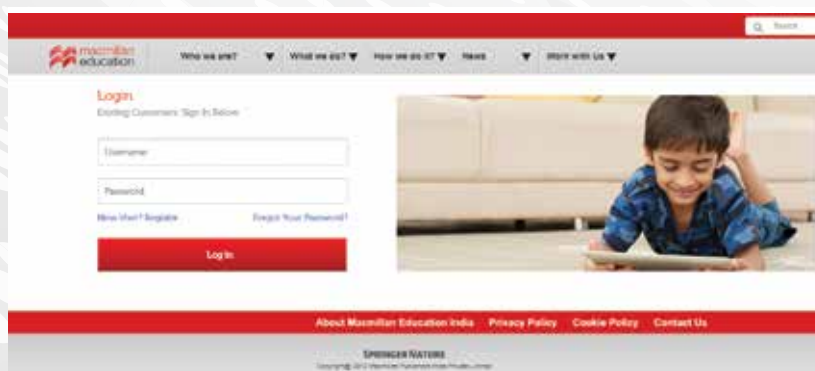 Search
macmillan
education
Who we are? ▼ What we do? ▼ How we do it? ▼ News ▼ Work with Us ▼
Login
Existing Customers: Sign In Below
Username
Password
New User? Register Forgot Your Password?
Log In
About Macmillan Education India Privacy Policy Cookie Policy Contact Us
SPRINGER NATURE